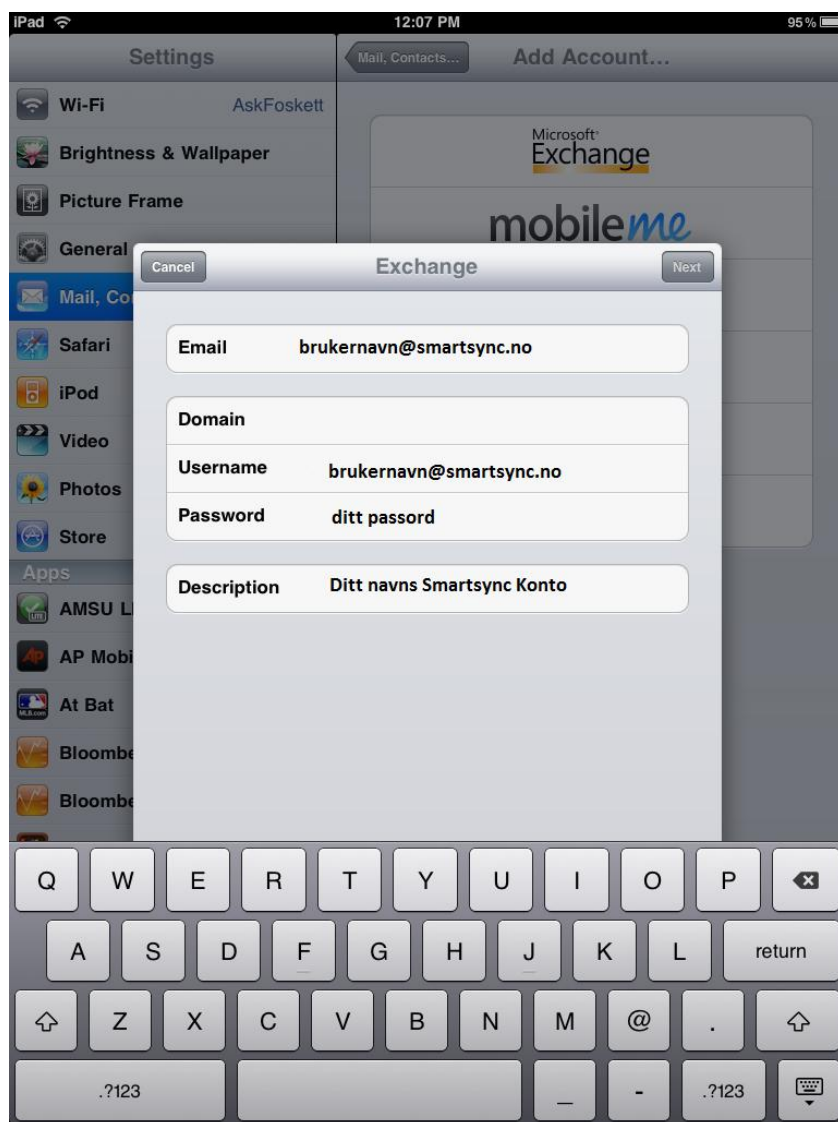 iPad 12:07 PM 95%
Settings
Mail, Contacts... Add Account...
Wi-Fi AskFoskett
Brightness & Wallpaper
Picture Frame
General
Mail, Co
Safari
iPod
Video
Photos
Store
Apps
AMSU L
AP Mobi
At Bat
Bloombe
Bloombe
Microsoft
Exchange
mobileme
Cancel Exchange Next
Email brukernavn@smartsync.no
Domain
Username brukernavn@smartsync.no
Password ditt passord
Description Ditt navns Smartsync Konto
Q W E R T Y U I O P
A S D F G H J K L return
Z X C V B N M @ .
.?123 _ - .?123